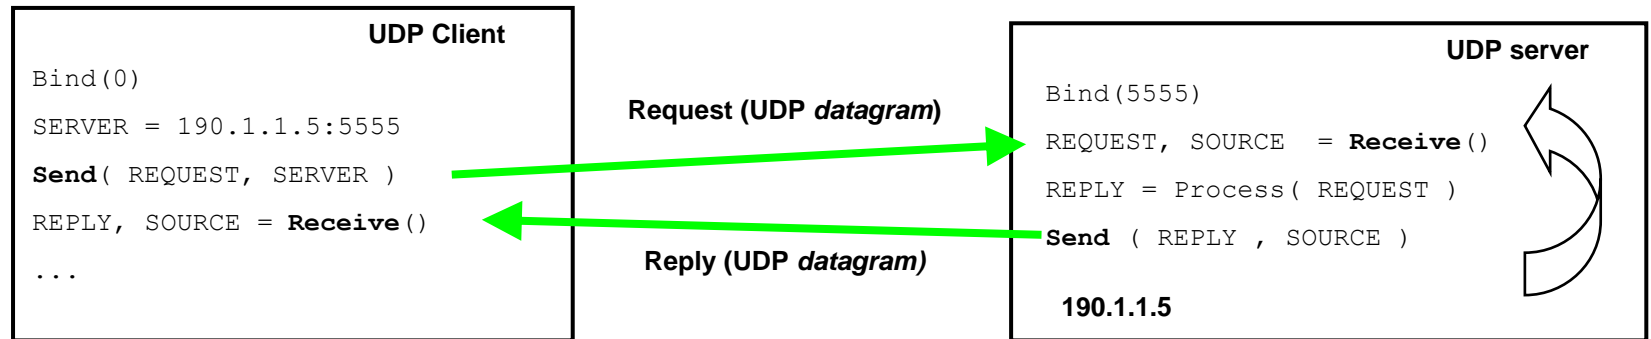 UDP Client
Bind(0)
SERVER = 190.1.1.5:5555
Send( REQUEST, SERVER )
REPLY, SOURCE = Receive()
...
Request (UDP datagram)
Reply (UDP datagram)
UDP server
Bind(5555)
REQUEST, SOURCE  = Receive()
REPLY = Process( REQUEST )
Send ( REPLY , SOURCE )
190.1.1.5